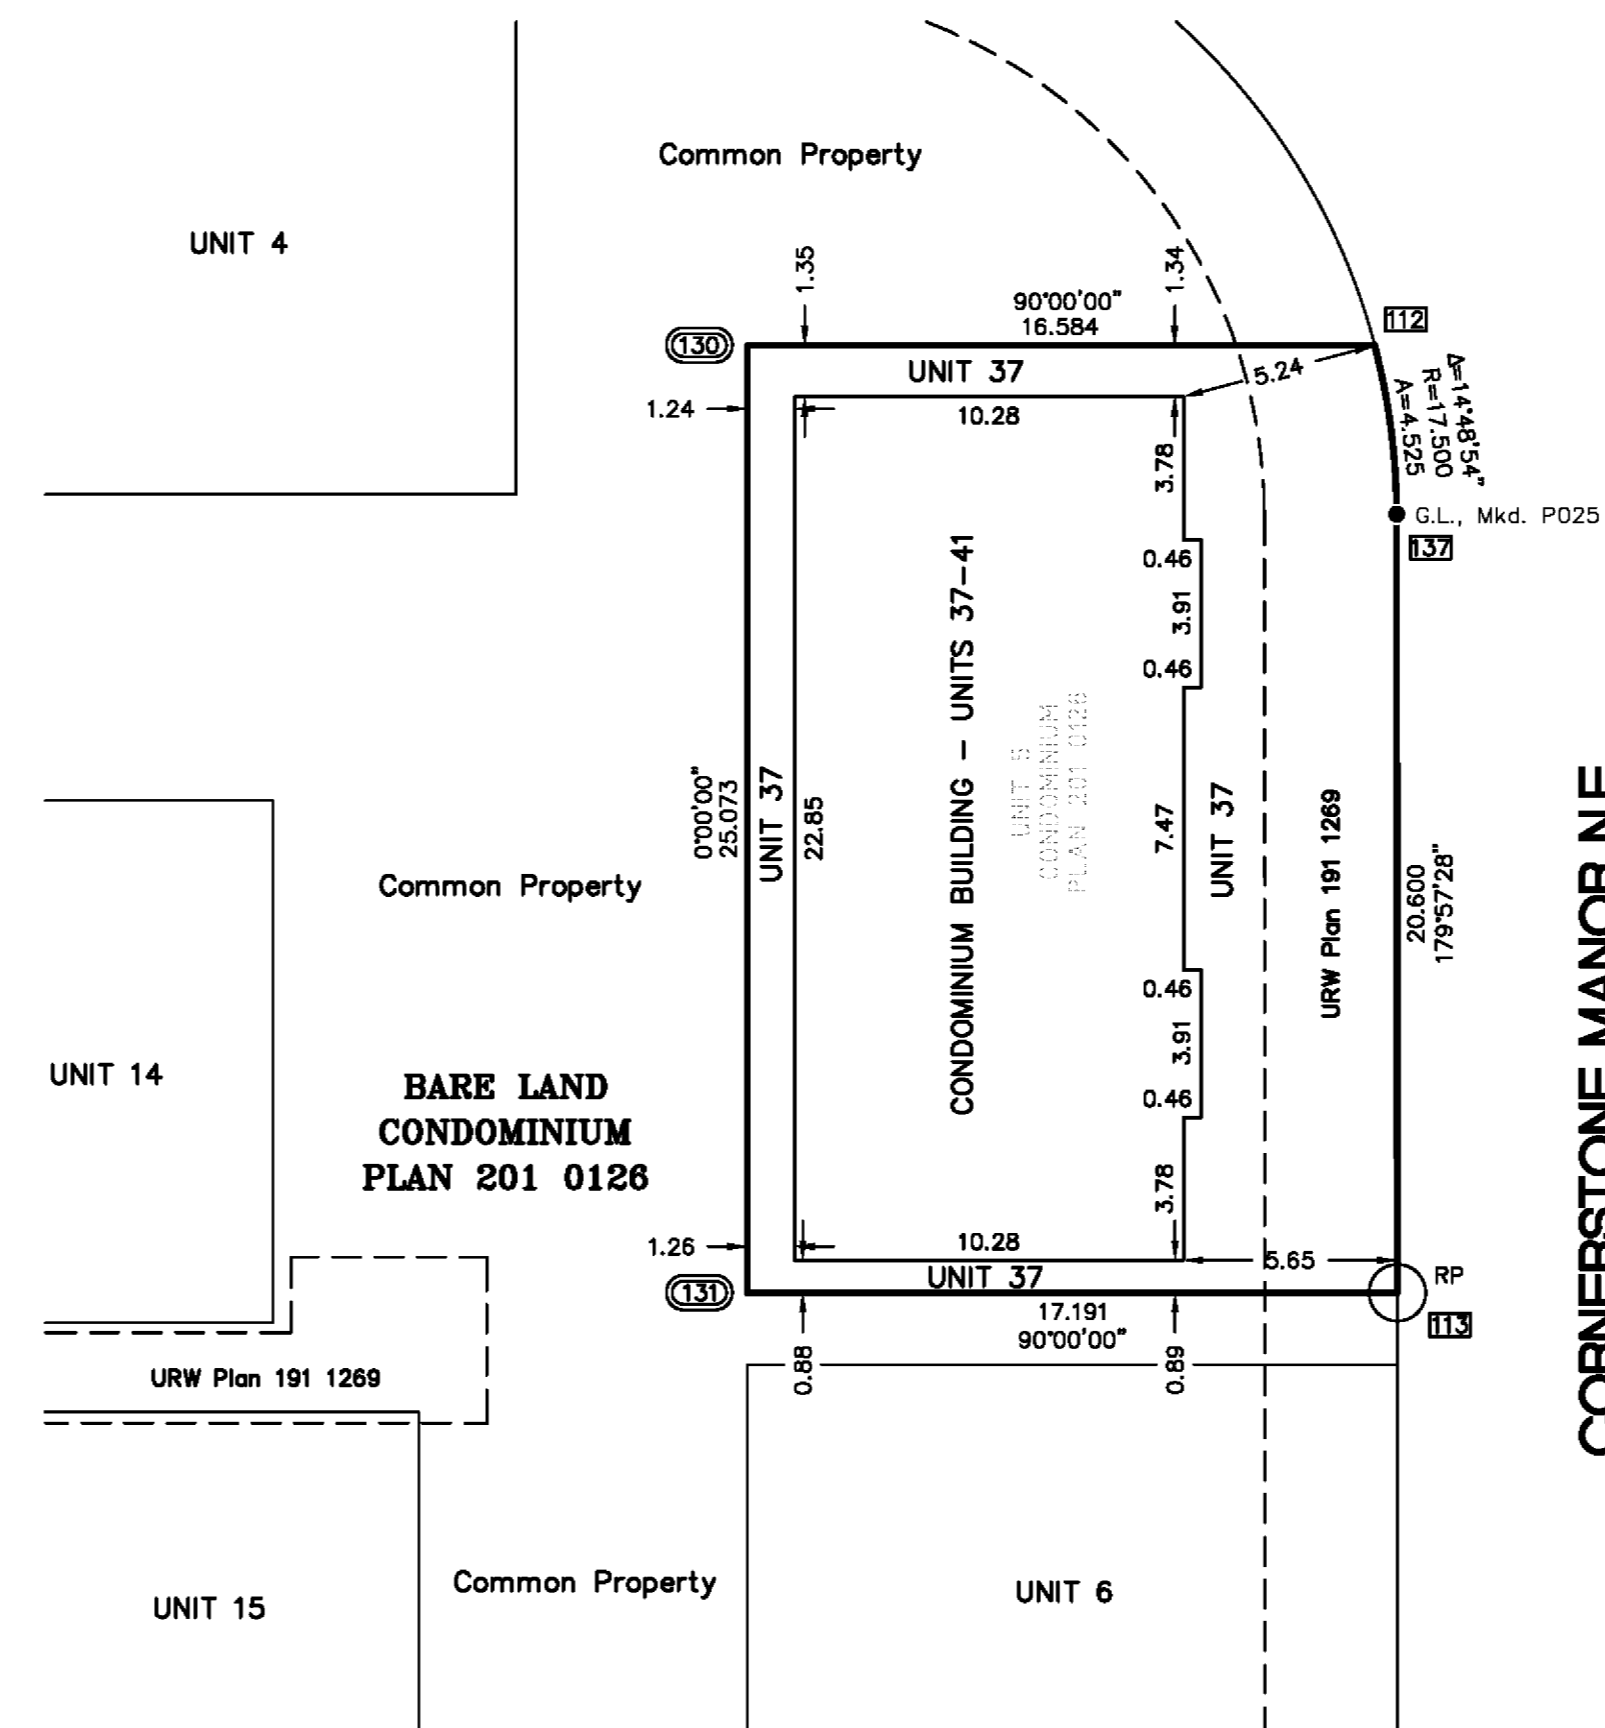 Common Property
UNIT 4
1.35
1.34
90°00'00"
16.584
112
130
UNIT 37
5.24
Δ=14°48'54"
R=17.500
A=4.525
1.24
10.28
3.78
G.L., Mkd. P025
137
0.46
3.91
0.46
CONDOMINIUM BUILDING - UNITS 37-41
UNIT 5
CONDOMINIUM
PLAN 201 0126
0°00'00"
25.073
UNIT 37
22.85
7.47
UNIT 37
URW Plan 191 1269
20.600
179°57'28"
CORNERSTONE MANOR N.E.
Common Property
0.46
3.91
0.46
UNIT 14
BARE LAND
CONDOMINIUM
PLAN 201 0126
3.78
1.26
10.28
5.65
UNIT 37
RP
131
17.191
90°00'00"
113
0.88
0.89
URW Plan 191 1269
Common Property
UNIT 6
UNIT 15